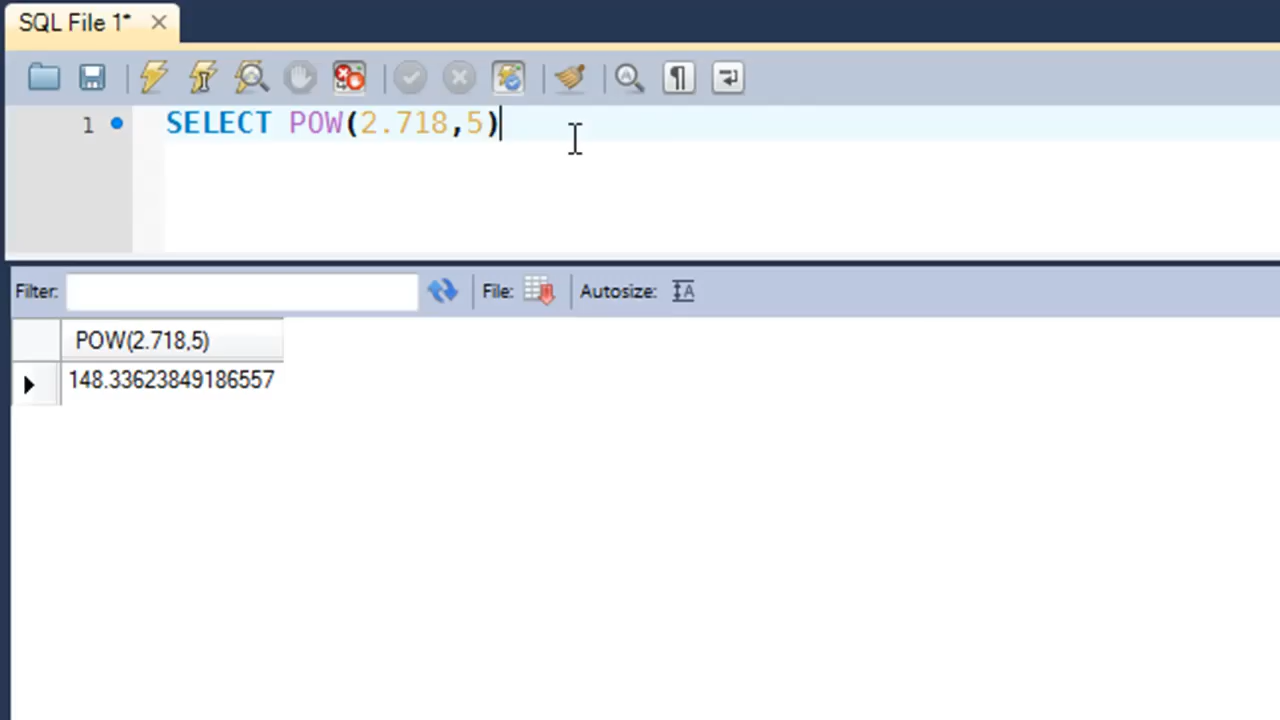 SQL File 1*
1 SELECT POW(2.718,5)
Filter: File: Autosize:
POW(2.718,5)
148.33623849186557